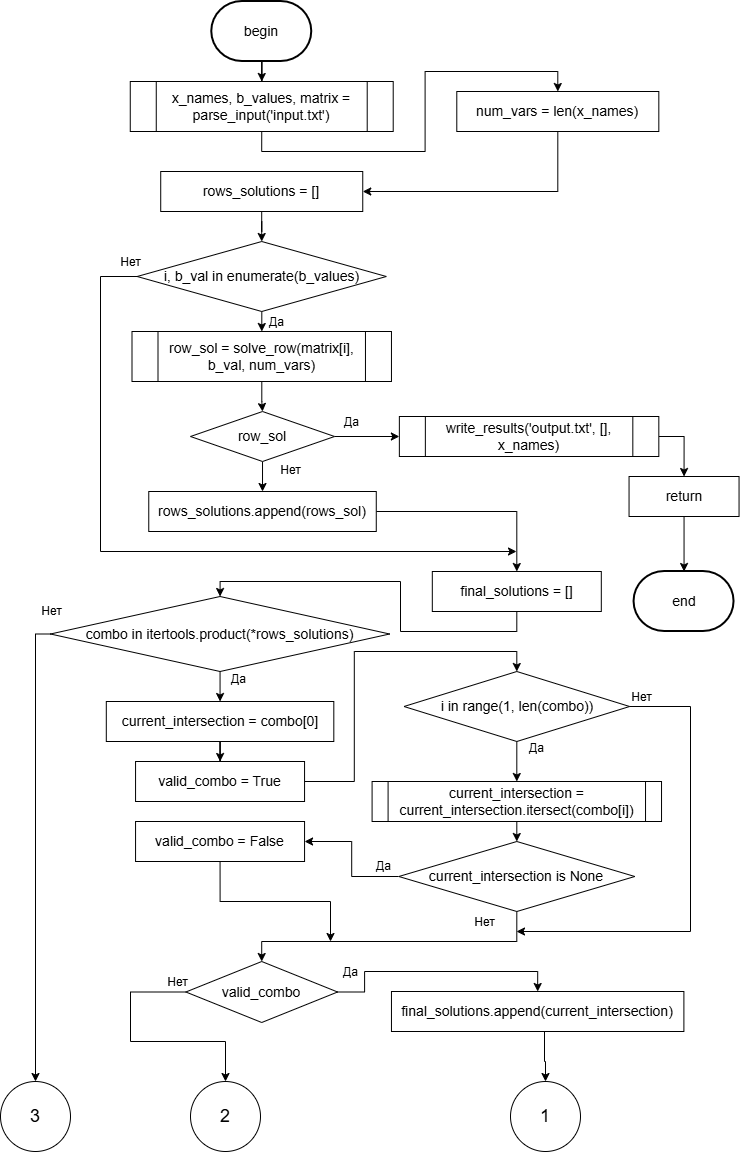 begin
x_names, b_values, matrix =
parse_input('input.txt')
num_vars = len(x_names)
rows_solutions = []
Нет
i, b_val in enumerate(b_values)
Да
row_sol = solve_row(matrix[i],
b_val, num_vars)
row_sol
Да
write_results('output.txt', [],
x_names)
Нет
return
rows_solutions.append(rows_sol)
end
final_solutions = []
Нет
combo in itertools.product(*rows_solutions)
Да
i in range(1, len(combo))
Нет
current_intersection = combo[0]
Да
valid_combo = True
current_intersection =
current_intersection.itersect(combo[i])
valid_combo = False
Да
current_intersection is None
Нет
Нет
valid_combo
Да
final_solutions.append(current_intersection)
3
2
1